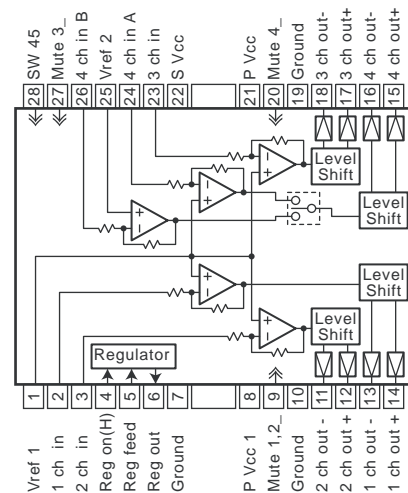 SW 45
Mute 3_
4 ch in B
Vref 2
4 ch in A
3 ch in
S Vcc
P Vcc
Mute 4_
Ground
3 ch out-
3 ch out+
4 ch out-
4 ch out+
28
27
26
25
24
23
22
21
20
19
18
17
16
15
Level
Shift
Level
Shift
Level
Shift
Level
Shift
Regulator
1
2
3
4
5
6
7
8
9
10
11
12
13
14
Vref 1
1 ch in
2 ch in
Reg on(H)
Reg feed
Reg out
Ground
P Vcc 1
Mute 1,2_
Ground
2 ch out -
2 ch out +
1 ch out -
1 ch out +